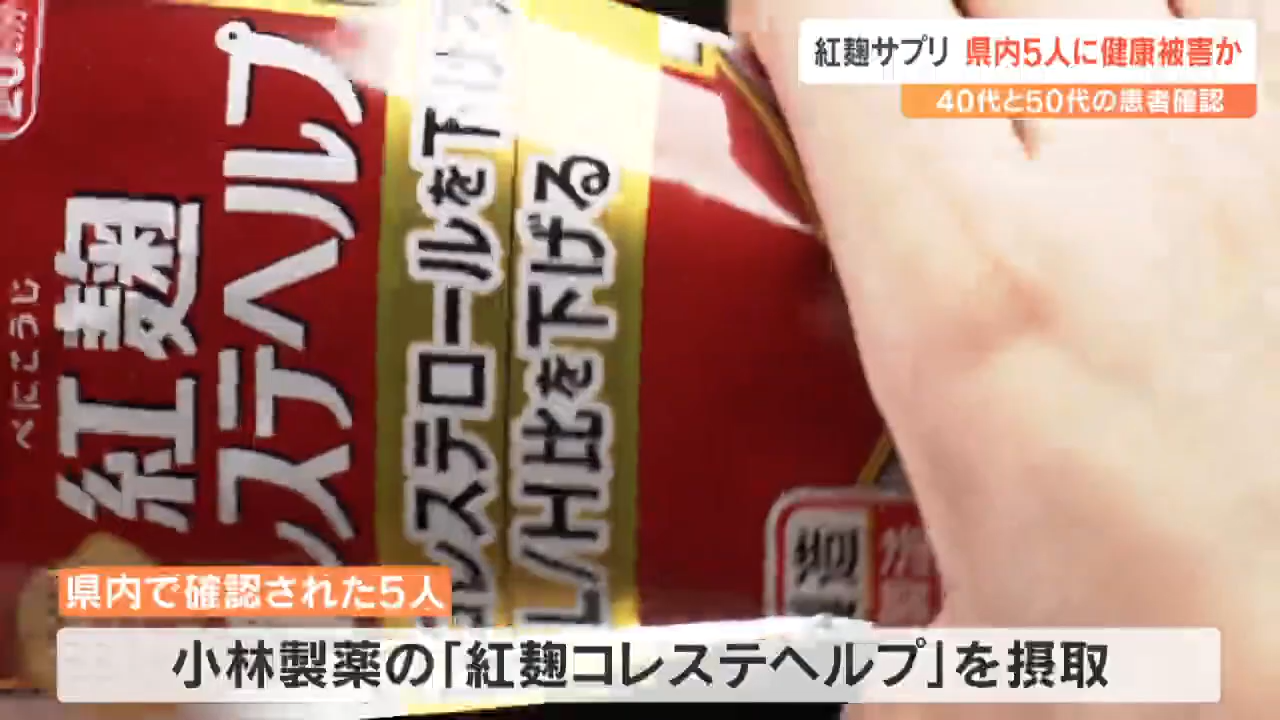 紅麹サプリ 県内5人に健康被害か
40代と50代の患者確認
20日分
べにこうじ
紅麹
コレステヘルプ
コレステロールを下げ
L/H比を下げる
県内で確認された5人
小林製薬の「紅麹コレステヘルプ」を摂取